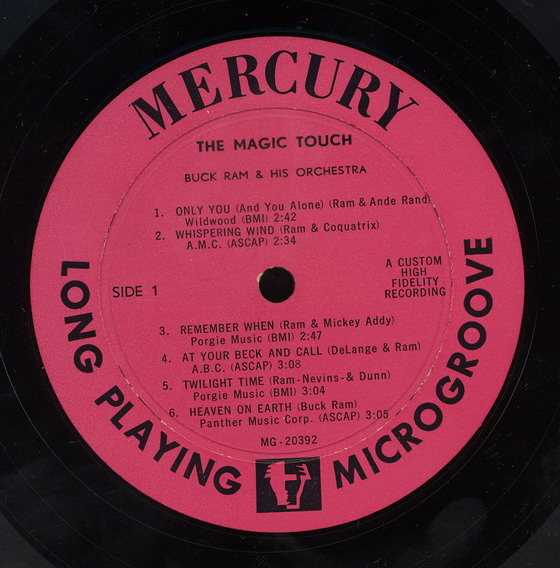 MERCURY
THE MAGIC TOUCH
BUCK RAM & HIS ORCHESTRA
1. ONLY YOU (And You Alone) (Ram & Ande Rand)
Wildwood (BMI) 2:42
2. WHISPERING WIND (Ram & Coquatrix)
A.M.C. (ASCAP) 2:34
SIDE 1
A CUSTOM
HIGH
FIDELITY
RECORDING
3. REMEMBER WHEN (Ram & Mickey Addy)
Porgie Music (BMI) 2:47
4. AT YOUR BECK AND CALL (DeLange & Ram)
A.B.C. (ASCAP) 3:08
5. TWILIGHT TIME (Ram-Nevins-& Dunn)
Porgie Music (BMI) 3:04
6. HEAVEN ON EARTH (Buck Ram)
Panther Music Corp. (ASCAP) 3:05
MG-20392
LONG PLAYING MICROGROOVE